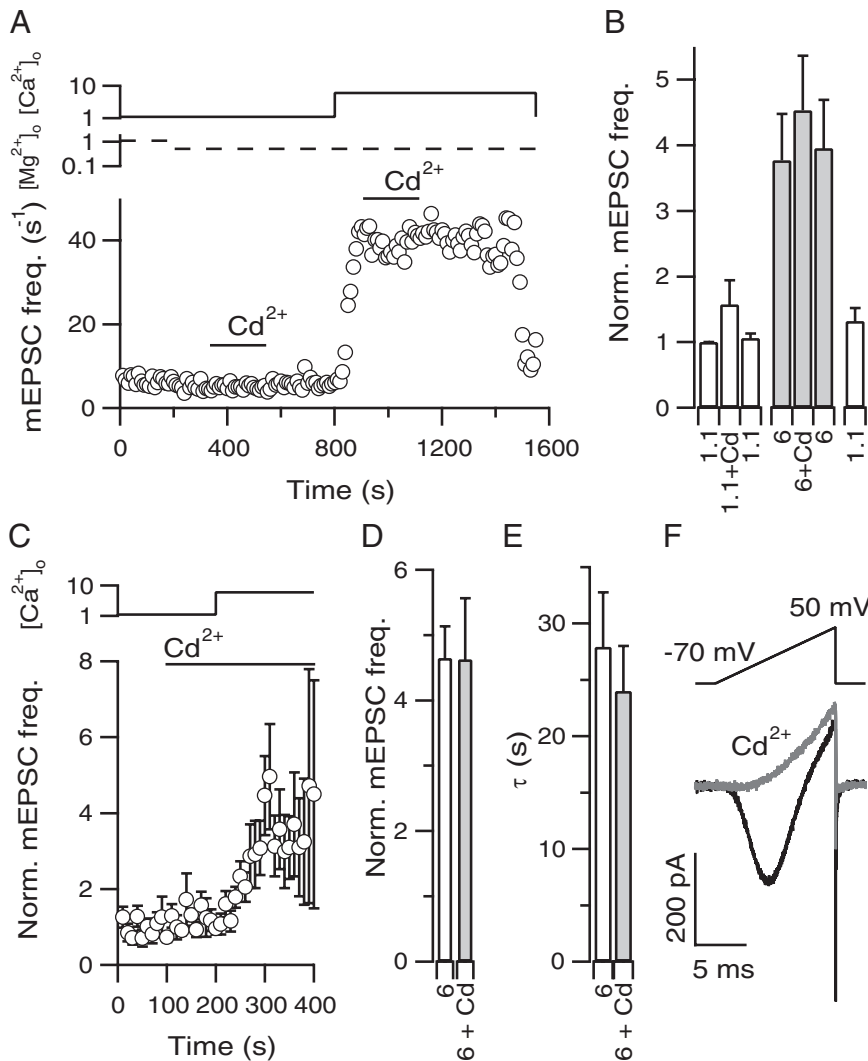 A
[Mg²⁺]ₒ [Ca²⁺]ₒ
10
1
1
0.1
Cd²⁺
Cd²⁺
mEPSC freq. (s⁻¹)
40
20
0
0
400
800
1200
1600
Time (s)
B
Norm. mEPSC freq.
5
4
3
2
1
0
1.1
1.1+Cd
1.1
6
6+Cd
6
1.1
C
[Ca²⁺]ₒ
10
1
Cd²⁺
Norm. mEPSC freq.
8
6
4
2
0
0
100
200
300
400
Time (s)
D
Norm. mEPSC freq.
6
4
2
0
6
6 + Cd
E
τ (s)
30
20
10
0
6
6 + Cd
F
50 mV
-70 mV
Cd²⁺
200 pA
5 ms